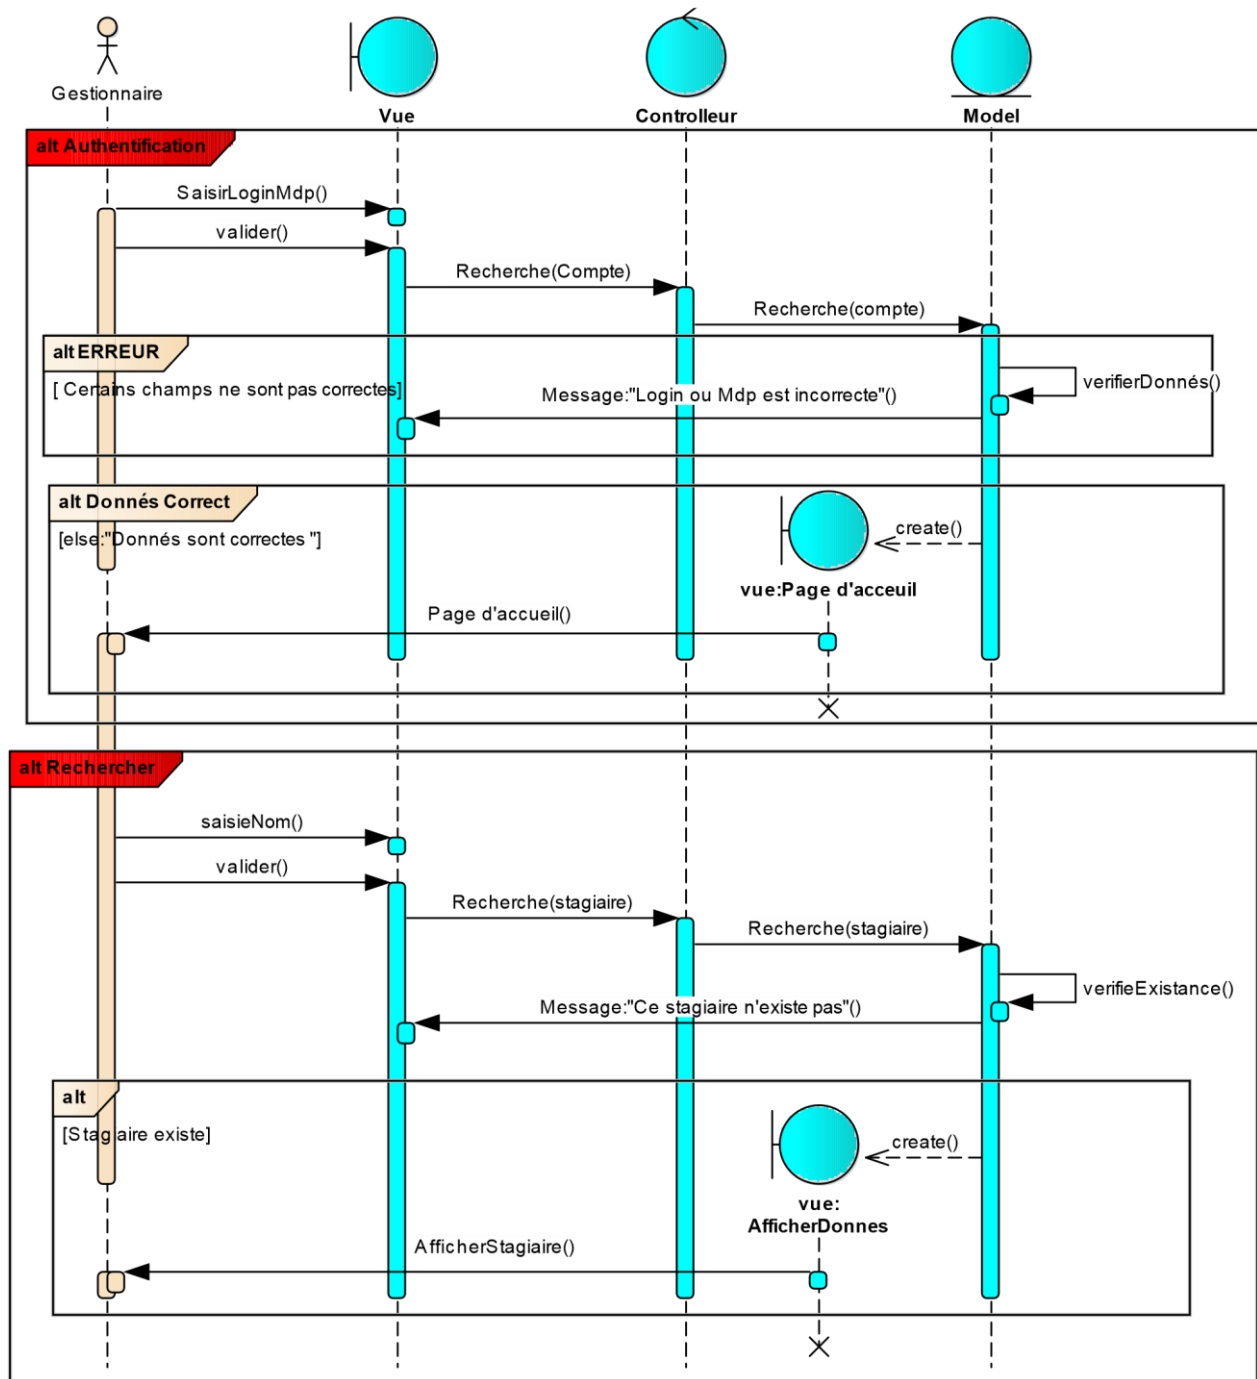 Gestionnaire
Vue
Controlleur
Model
alt Authentification
SaisirLoginMdp()
valider()
Recherche(Compte)
Recherche(compte)
alt ERREUR
[ Certains champs ne sont pas correctes]
verifierDonnés()
Message:"Login ou Mdp est incorrecte"()
alt Donnés Correct
[else:"Donnés sont correctes "]
create()
vue:Page d'acceuil
Page d'accueil()
alt Rechercher
saisieNom()
valider()
Recherche(stagiaire)
Recherche(stagiaire)
verifieExistance()
Message:"Ce stagiaire n'existe pas"()
alt
[Stagiaire existe]
create()
vue:
AfficherDonnes
AfficherStagiaire()